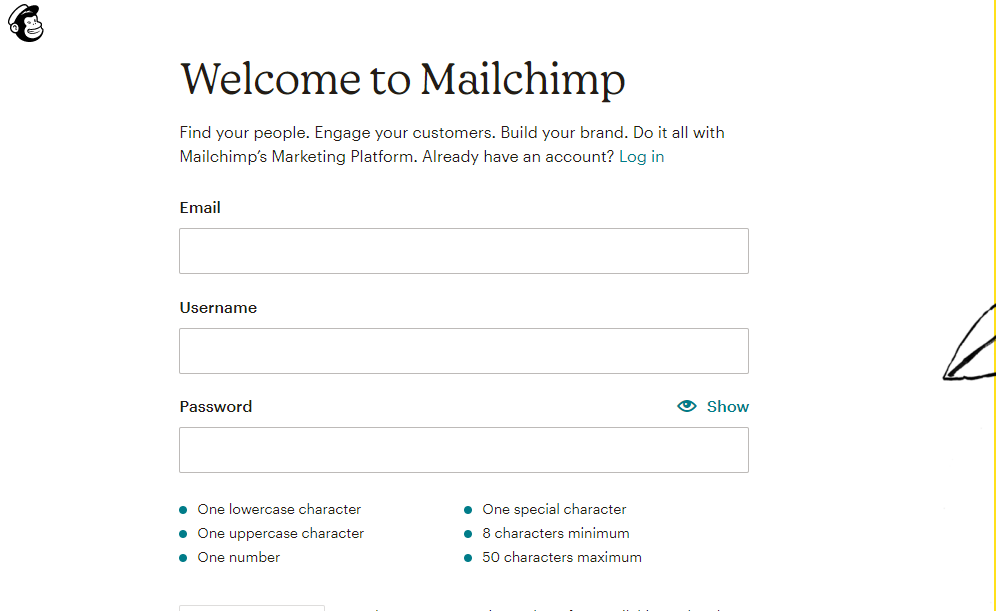 Welcome to Mailchimp
Find your people. Engage your customers. Build your brand. Do it all with
Mailchimp’s Marketing Platform. Already have an account? Log in
Email
Username
Password
Show
One lowercase character
One special character
One uppercase character
8 characters minimum
One number
50 characters maximum